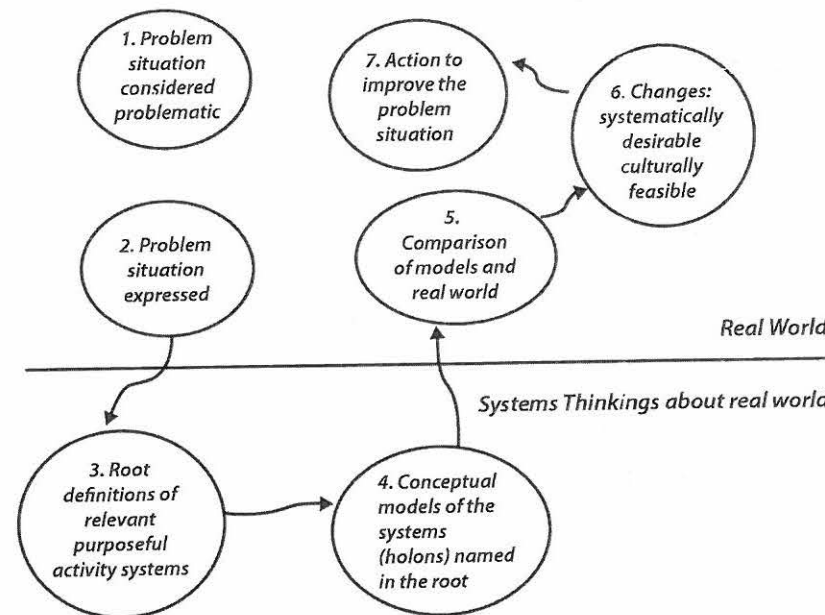 1. Problem
situation
considered
problematic
7. Action to
improve the
problem
situation
6. Changes:
systematically
desirable
culturally
feasible
2. Problem
situation
expressed
5.
Comparison
of models and
real world
Real World
Systems Thinkings about real world
3. Root
definitions of
relevant
purposeful
activity systems
4. Conceptual
models of the
systems
(holons) named
in the root